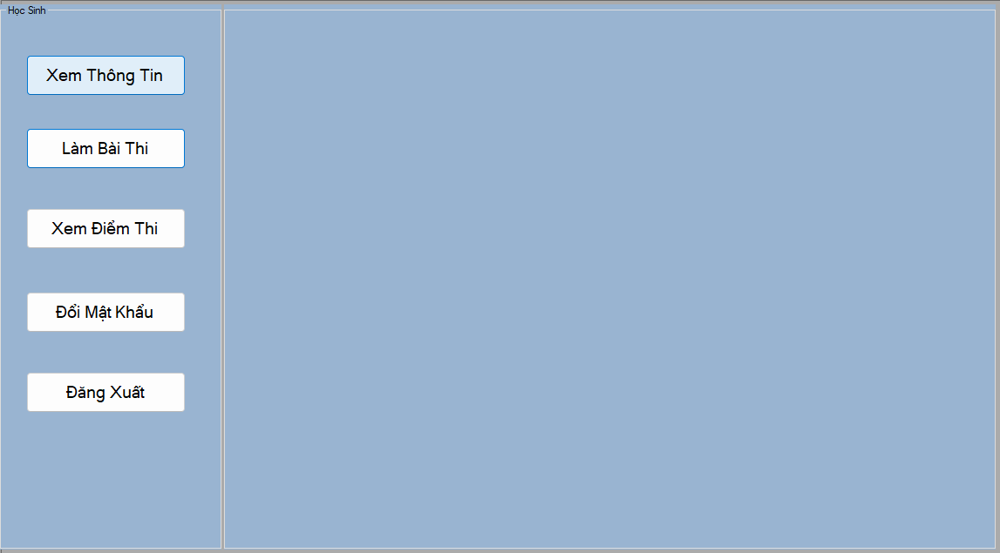 Học Sinh
Xem Thông Tin
Làm Bài Thi
Xem Điểm Thi
Đổi Mật Khẩu
Đăng Xuất